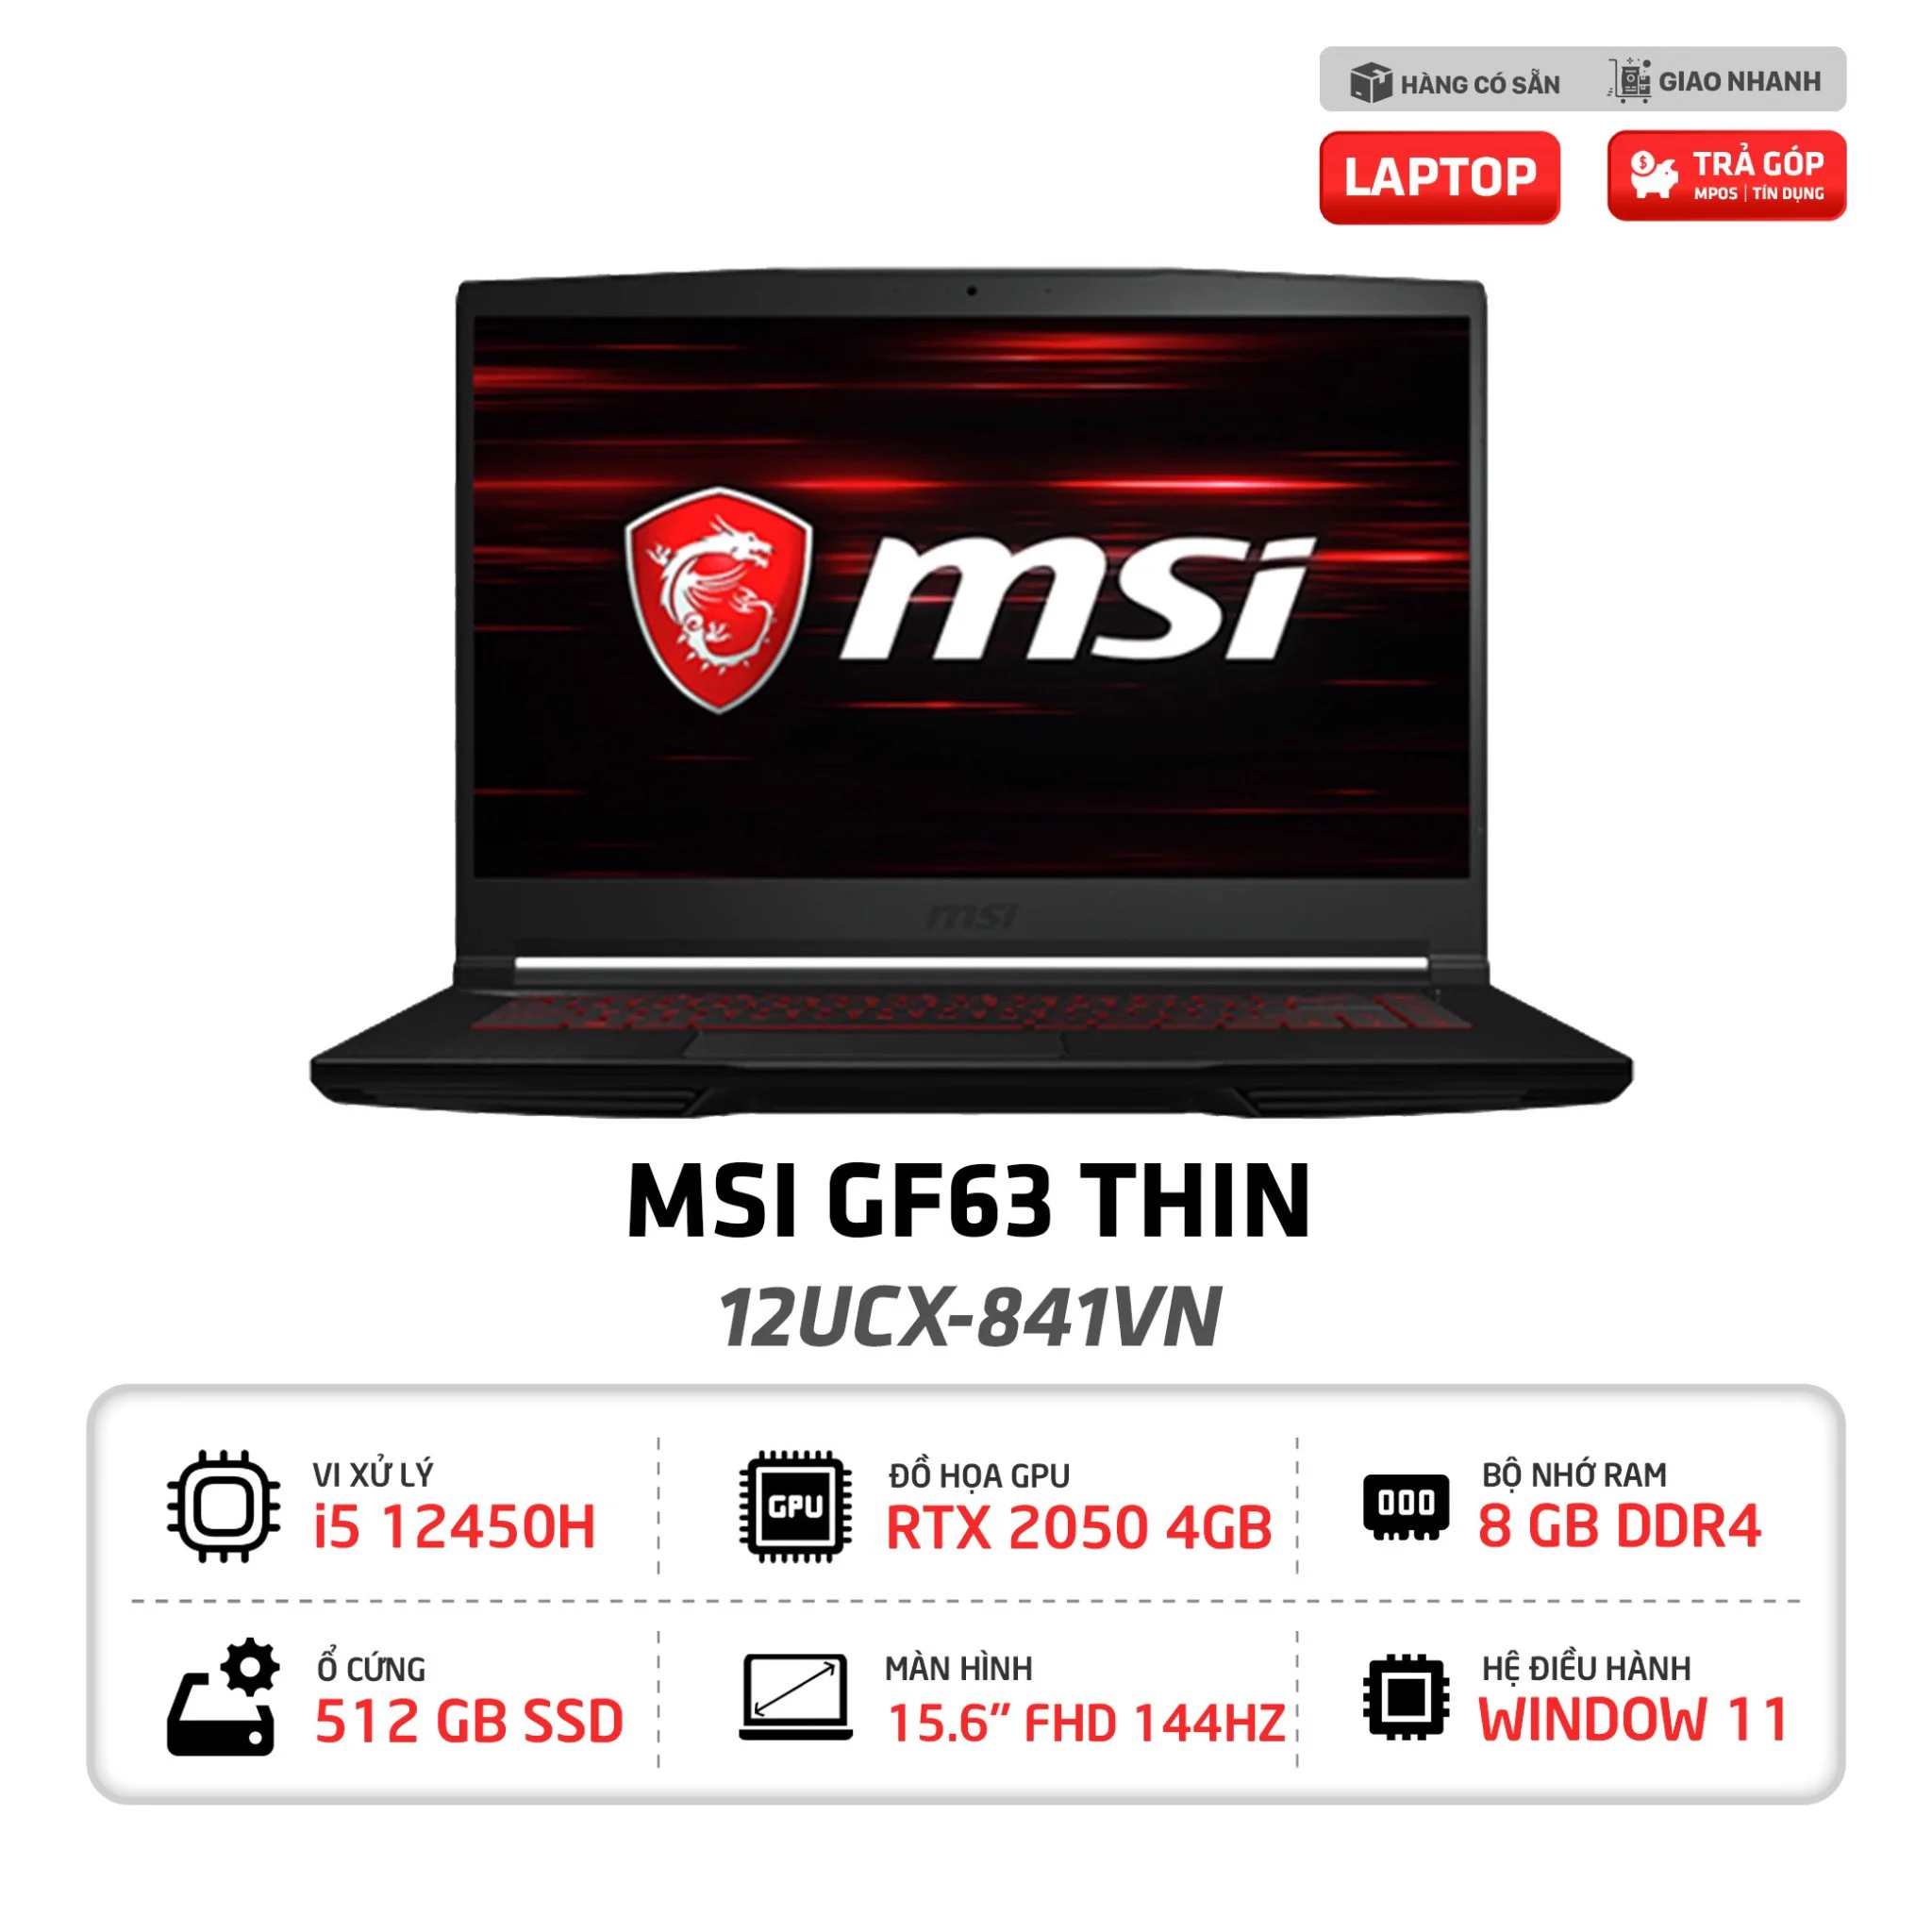 HÀNG CÓ SẴN
GIAO NHANH
LAPTOP
TRẢ GÓP
MPOS | TÍN DỤNG
msi
msi
MSI GF63 THIN
12UCX-841VN
VI XỬ LÝ
i5 12450H
GPU
ĐỒ HỌA GPU
RTX 2050 4GB
BỘ NHỚ RAM
8 GB DDR4
Ổ CỨNG
512 GB SSD
MÀN HÌNH
15.6” FHD 144HZ
HỆ ĐIỀU HÀNH
WINDOW 11